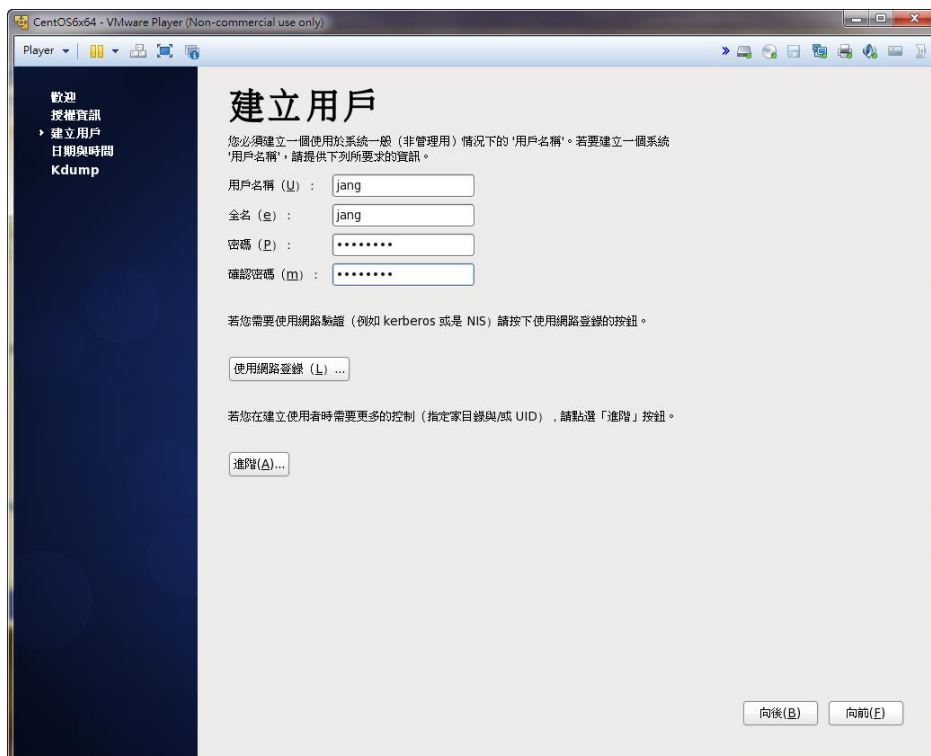 CentOS6x64 - VMware Player (Non-commercial use only)
Player
歡迎
授權資訊
建立用戶
日期與時間
Kdump
建立用戶
您必須建立一個使用於系統一般（非管理用）情況下的 '用戶名稱'。若要建立一個系統
'用戶名稱'，請提供下列所要求的資訊。
用戶名稱（U）： jang
全名（e）： jang
密碼（P）： ••••••••
確認密碼（m）： ••••••••
若您需要使用網路驗證（例如 kerberos 或是 NIS）請按下使用網路登錄的按鈕。
使用網路登錄（L）...
若您在建立使用者時需要更多的控制（指定家目錄與/或 UID）, 請點選「進階」按鈕。
進階(A)...
向後(B) 向前(F)